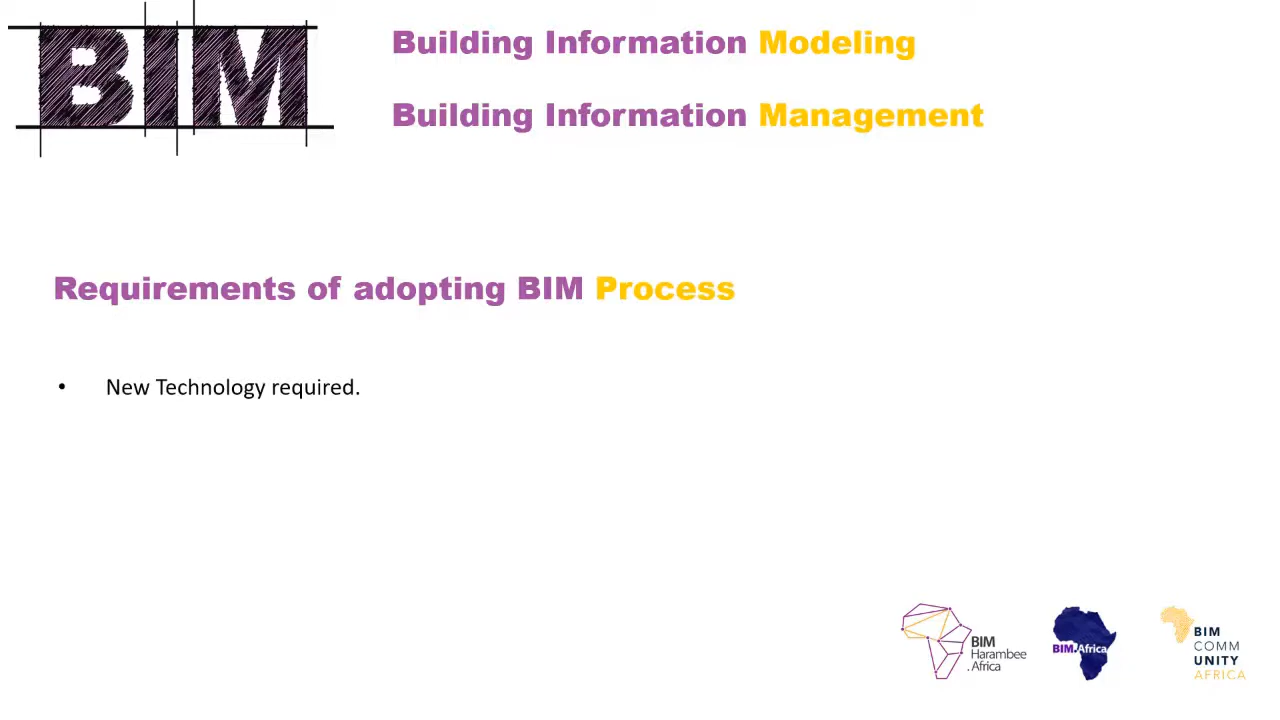 BIM
Building Information Modeling
Building Information Management
Requirements of adopting BIM Process
• New Technology required.
BIM
Harambee
.Africa
BIM.Africa
BIM
COMM
UNITY
AFRICA